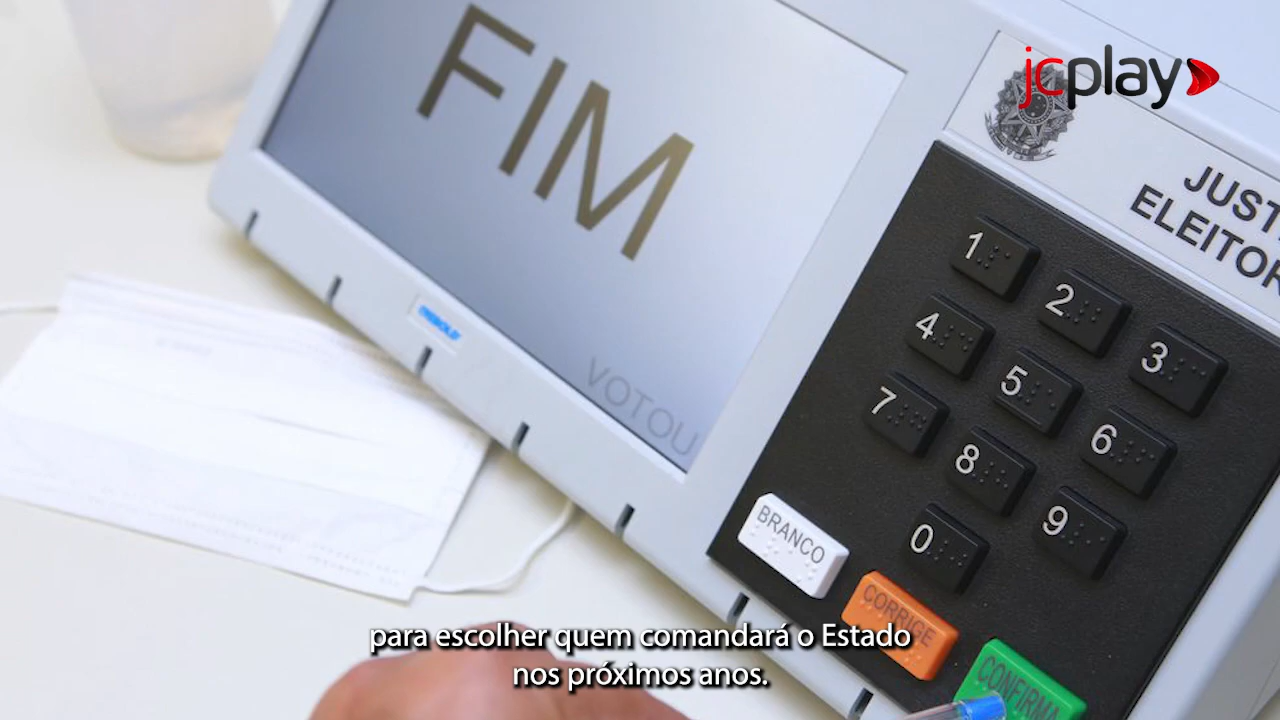 FIM
VOTOU
jcplay
JUST
ELEITOR
1
2
3
4
5
6
7
8
9
0
BRANCO
CORRIGE
CONFIRMA
para escolher quem comandará o Estado
nos próximos anos.